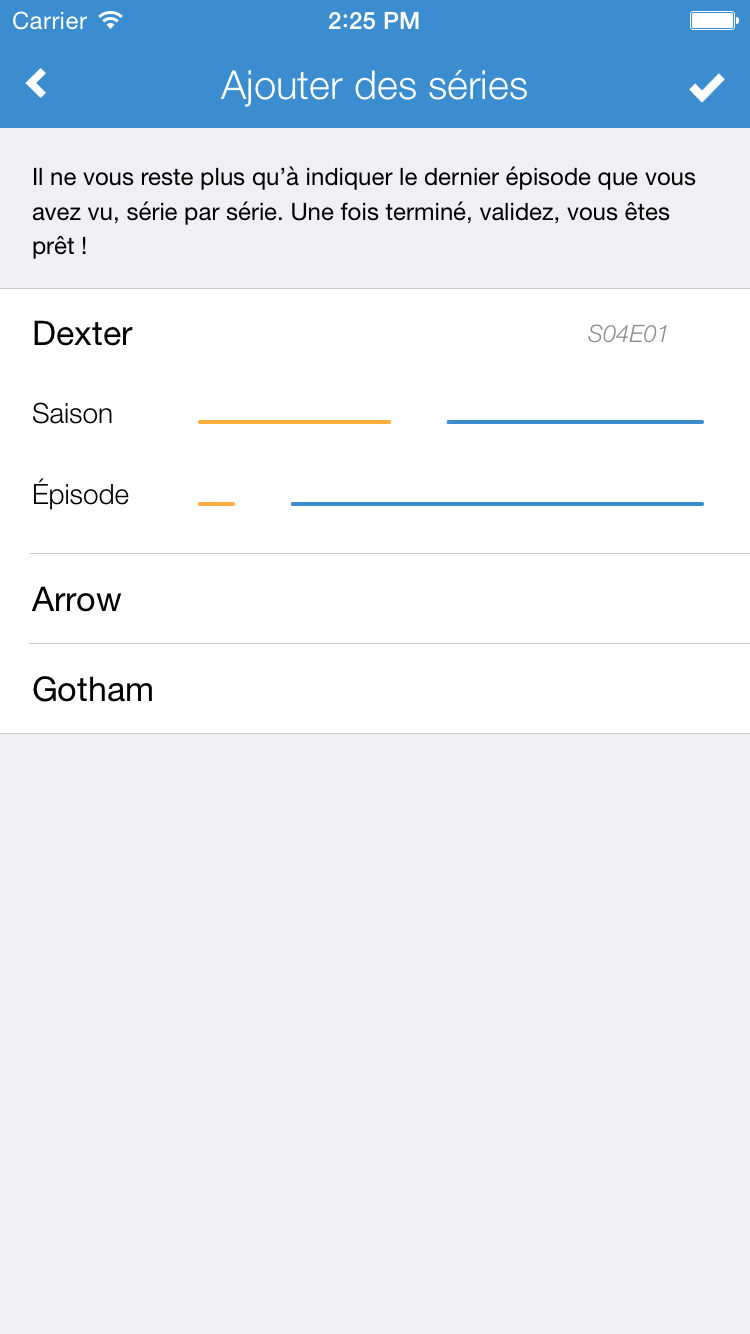 Carrier 2:25 PM
Ajouter des séries
Il ne vous reste plus qu’à indiquer le dernier épisode que vous
avez vu, série par série. Une fois terminé, validez, vous êtes
prêt !
Dexter S04E01
Saison
Épisode
Arrow
Gotham